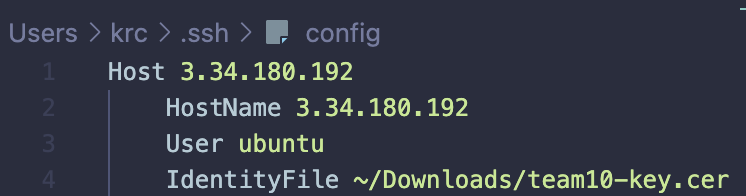 Users > krc > .ssh > config
1 Host 3.34.180.192
2 HostName 3.34.180.192
3 User ubuntu
4 IdentityFile ~/Downloads/team10-key.cer